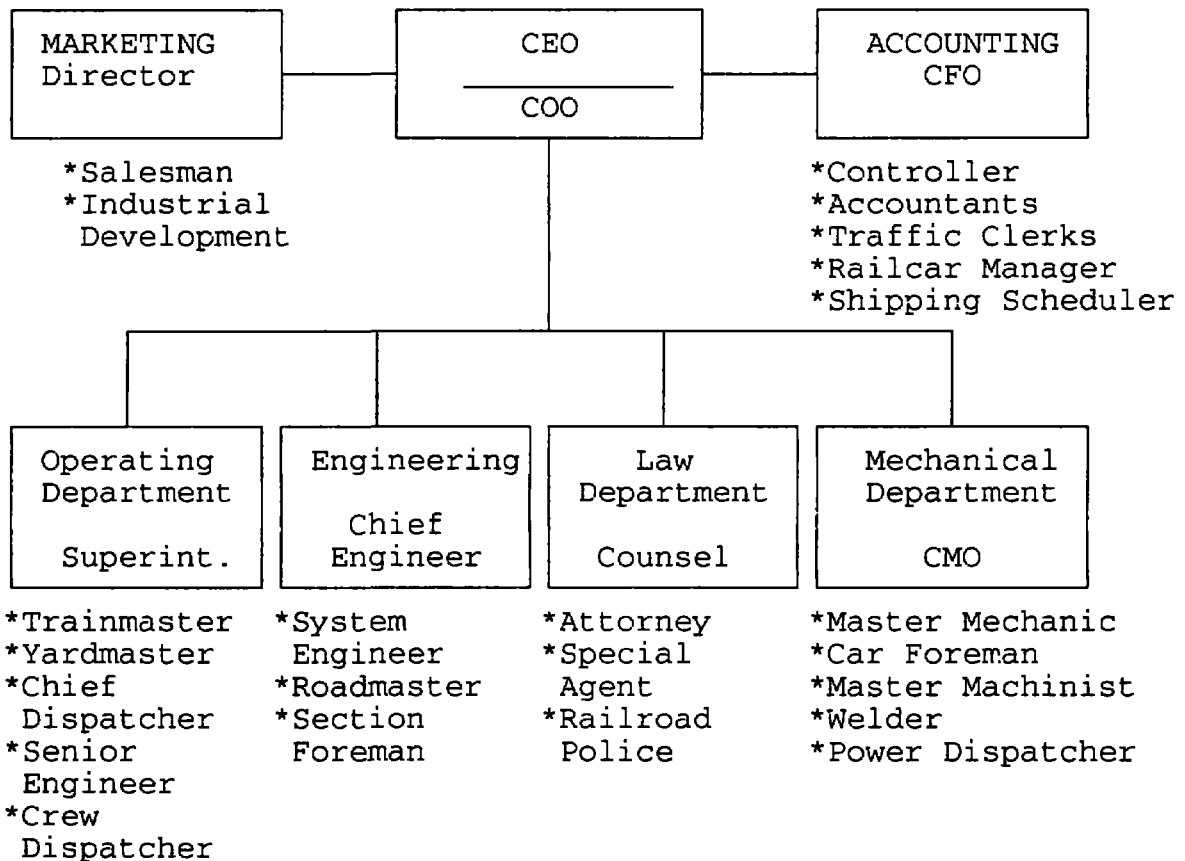 MARKETING
Director
CEO
COO
ACCOUNTING
CFO
*Salesman
*Industrial
Development
*Controller
*Accountants
*Traffic Clerks
*Railcar Manager
*Shipping Scheduler
Operating
Department
Superint.
Engineering
Chief
Engineer
Law
Department
Counsel
Mechanical
Department
CMO
*Trainmaster
*Yardmaster
*Chief
Dispatcher
*Senior
Engineer
*Crew
Dispatcher
*System
Engineer
*Roadmaster
*Section
Foreman
*Attorney
*Special
Agent
*Railroad
Police
*Master Mechanic
*Car Foreman
*Master Machinist
*Welder
*Power Dispatcher